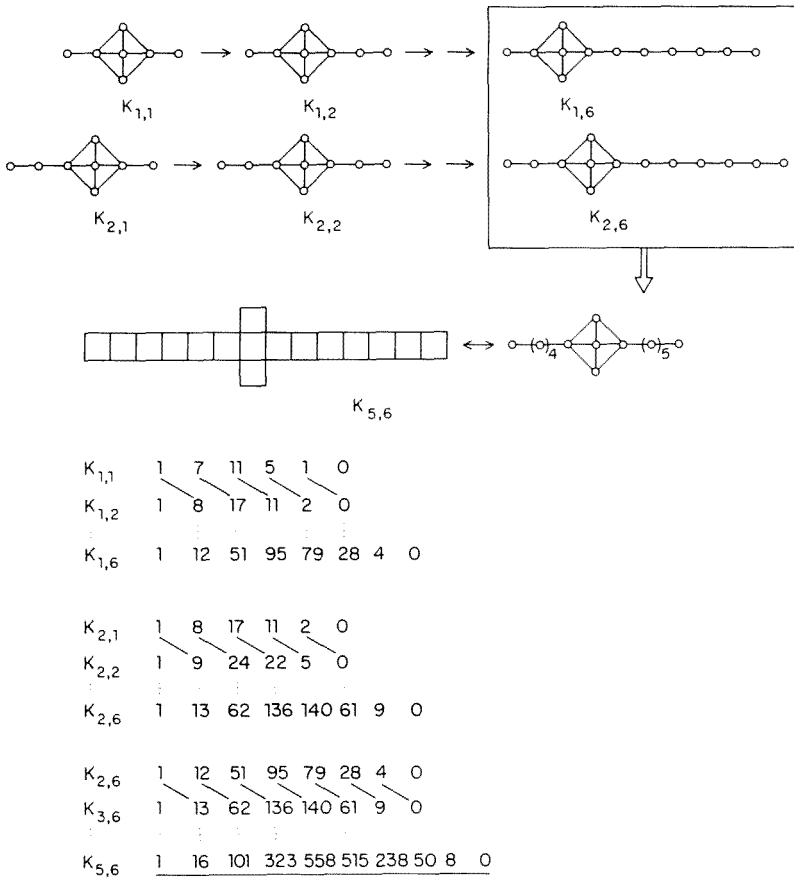 K1,1
K1,2
K1,6
K2,1
K2,2
K2,6
( )4
( )5
K5,6
K1,1 1 7 11 5 1 0
K1,2 1 8 17 11 2 0
K1,6 1 12 51 95 79 28 4 0
K2,1 1 8 17 11 2 0
K2,2 1 9 24 22 5 0
K2,6 1 13 62 136 140 61 9 0
K2,6 1 12 51 95 79 28 4 0
K3,6 1 13 62 136 140 61 9 0
K5,6 1 16 101 323 558 515 238 50 8 0